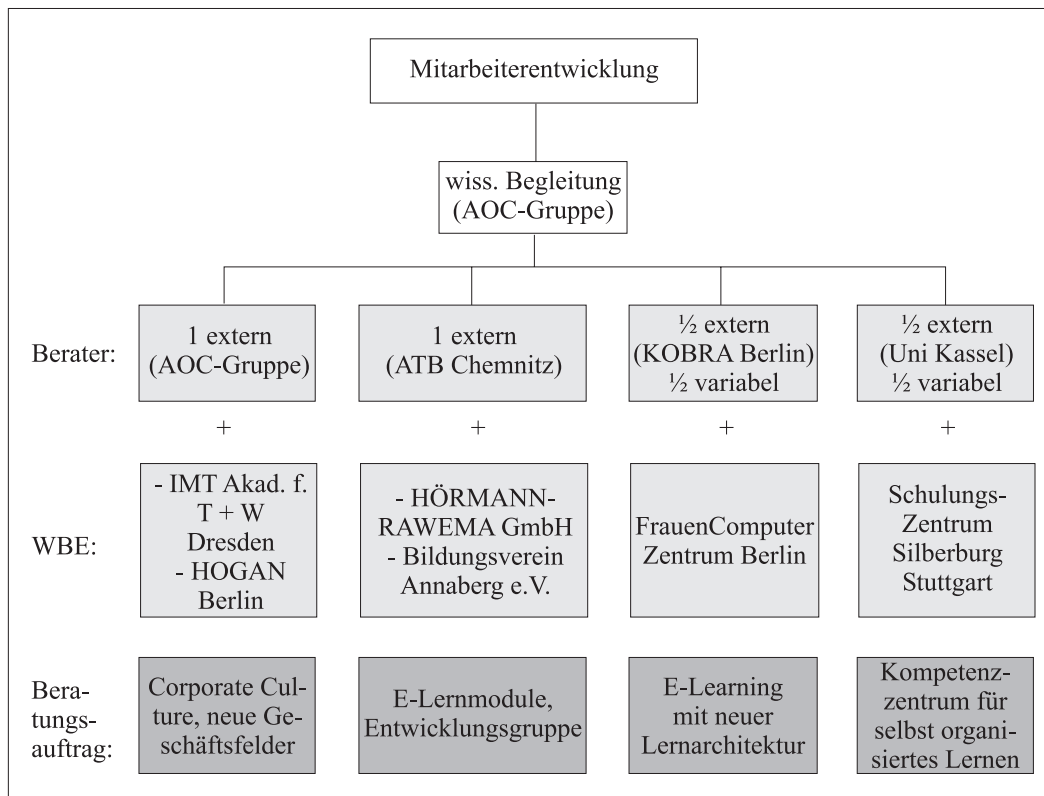 Mitarbeiterentwicklung
wiss. Begleitung
(AOC-Gruppe)
Berater:
1 extern
(AOC-Gruppe)
1 extern
(ATB Chemnitz)
½ extern
(KOBRA Berlin)
½ variabel
½ extern
(Uni Kassel)
½ variabel
+
+
+
+
WBE:
- IMT Akad. f.
T + W
Dresden
- HOGAN
Berlin
- HÖRMANN-
RAWEMA GmbH
- Bildungsverein
Annaberg e.V.
FrauenComputer
Zentrum Berlin
Schulungs-
Zentrum
Silberburg
Stuttgart
Bera-
tungs-
auftrag:
Corporate Cul-
ture, neue Ge-
schäftsfelder
E-Lernmodule,
Entwicklungsgruppe
E-Learning
mit neuer
Lernarchitektur
Kompetenz-
zentrum für
selbst organi-
siertes Lernen